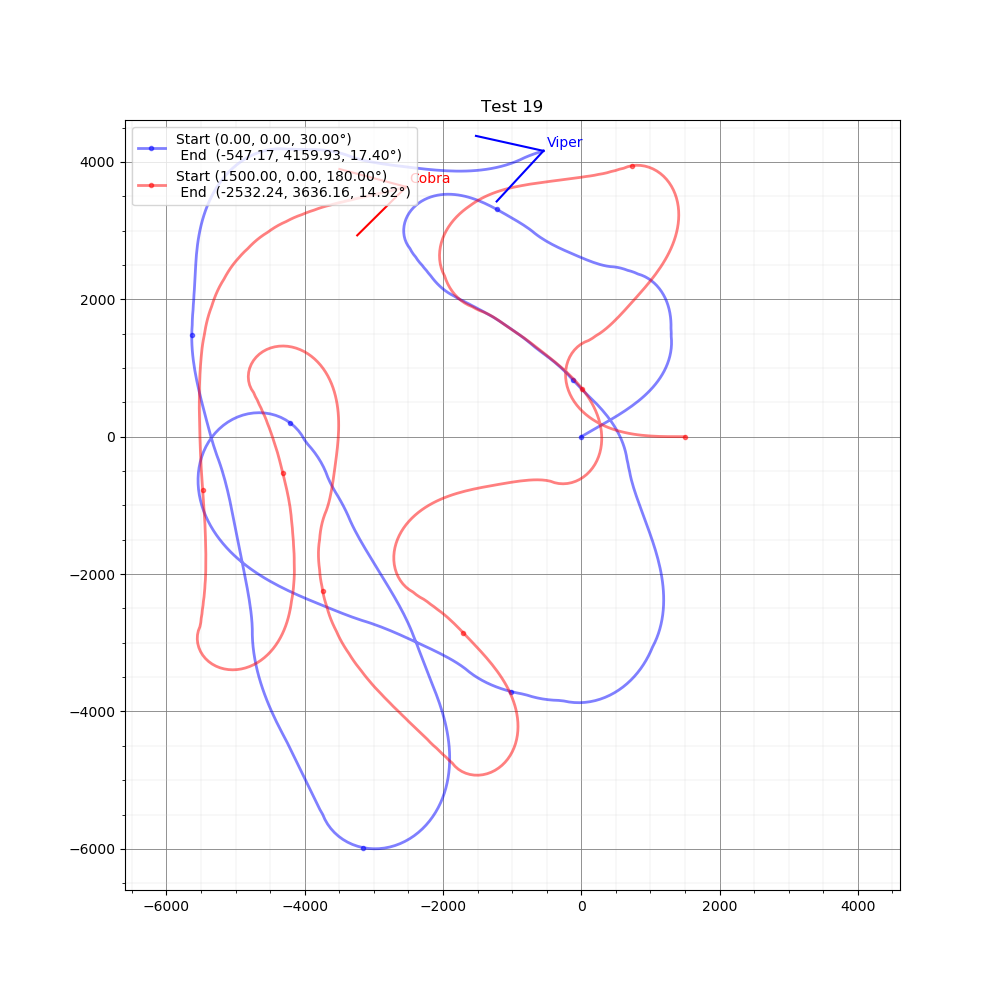 Test 19
Start (0.00, 0.00, 30.00°)
End  (-547.17, 4159.93, 17.40°)
Start (1500.00, 0.00, 180.00°)
End  (-2532.24, 3636.16, 14.92°)
Viper
Cobra
4000
2000
0
−2000
−4000
−6000
−6000 −4000 −2000 0 2000 4000